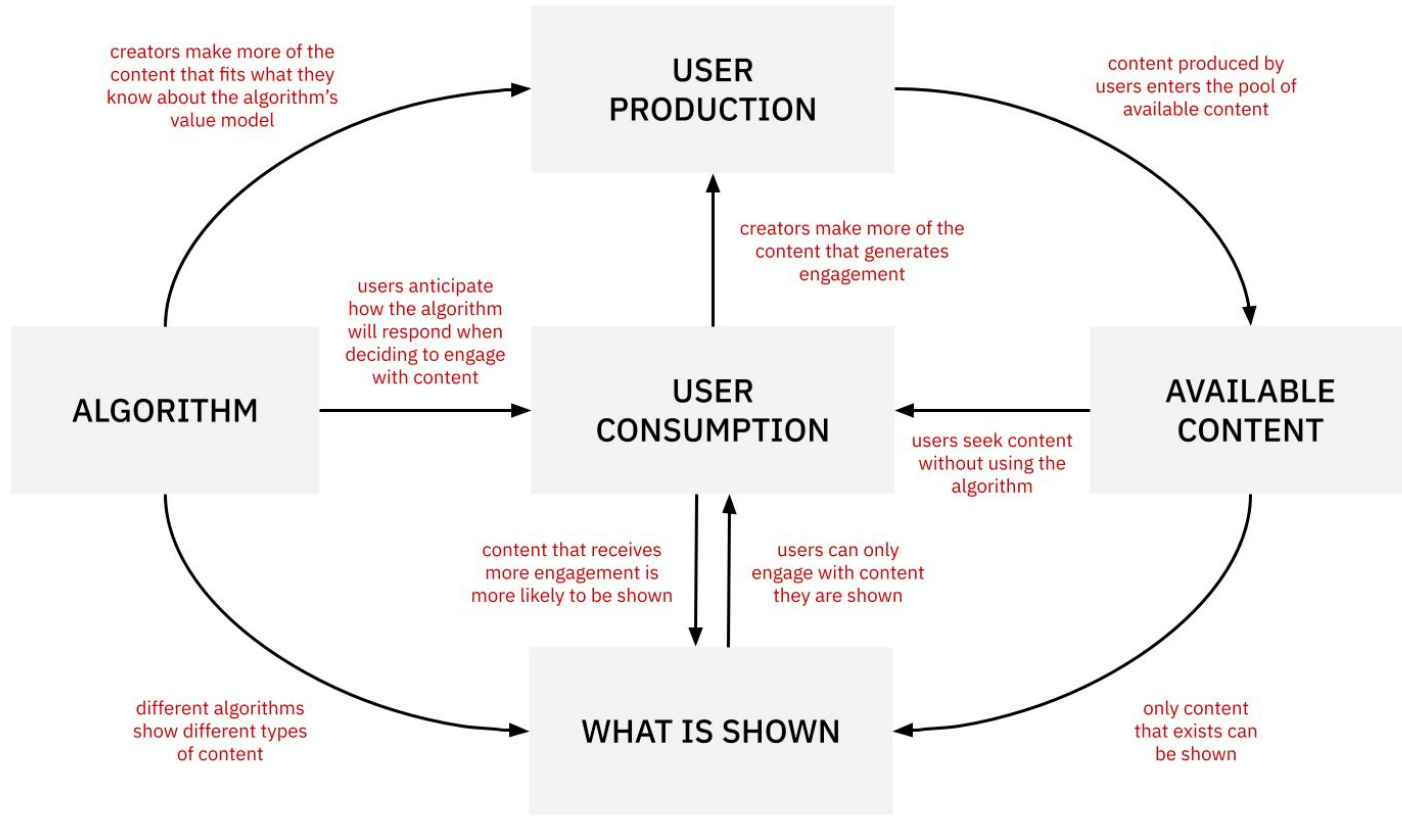 creators make more of the
content that fits what they
know about the algorithm's
value model
USER
PRODUCTION
content produced by
users enters the pool of
available content
creators make more of the
content that generates
engagement
users anticipate
how the algorithm
will respond when
deciding to engage
with content
ALGORITHM
USER
CONSUMPTION
AVAILABLE
CONTENT
users seek content
without using the
algorithm
content that receives
more engagement is
more likely to be shown
users can only
engage with content
they are shown
different algorithms
show different types
of content
WHAT IS SHOWN
only content
that exists can
be shown